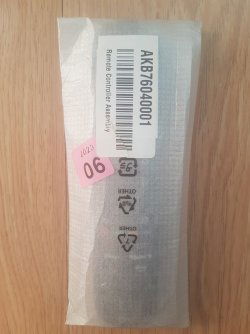 AKB76040001
Remote Controller Assembly
2023
06
OTHER
OTHER